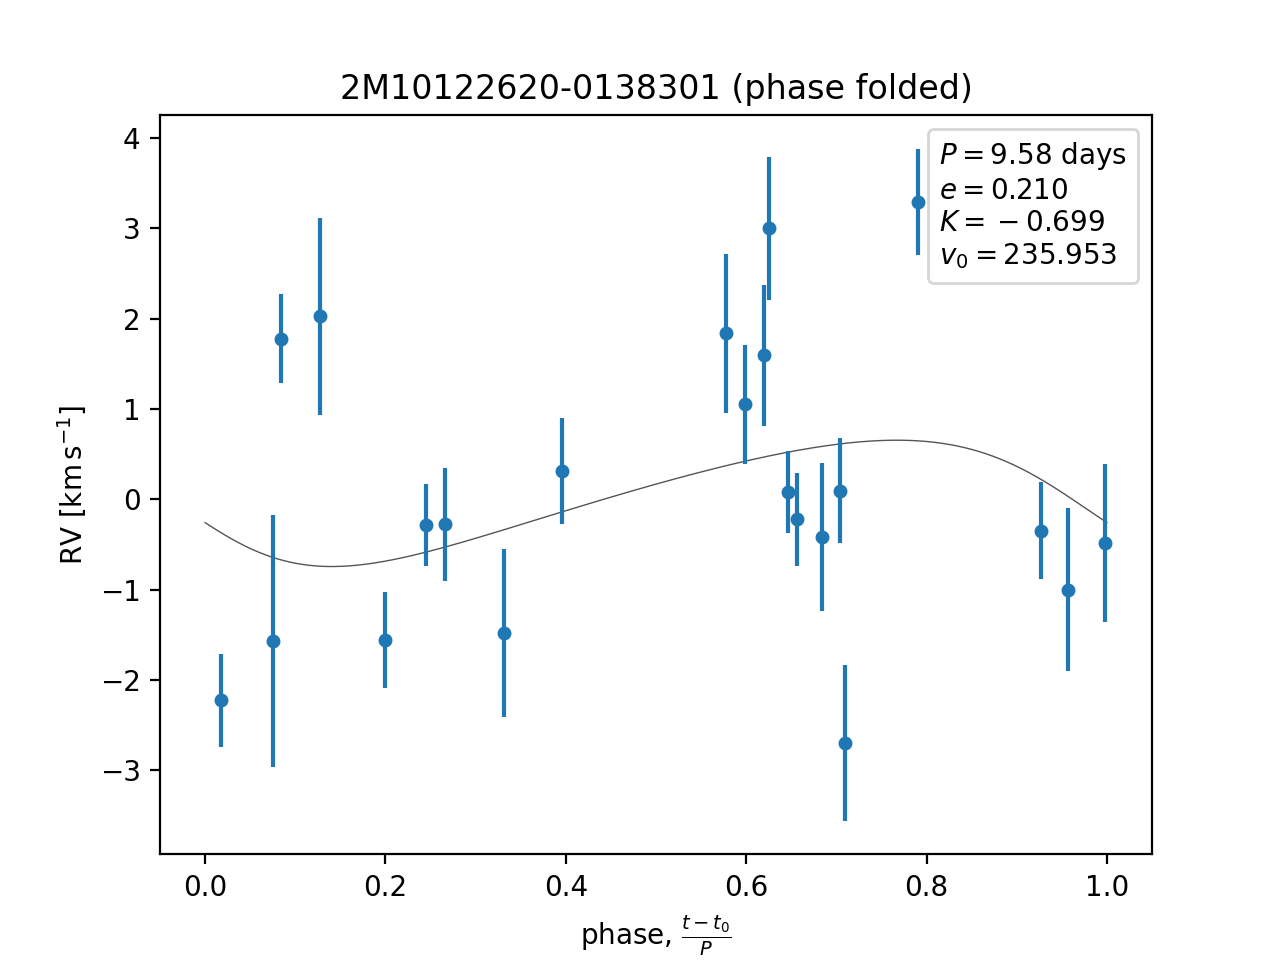 2M10122620-0138301 (phase folded)
P = 9.58 days
e = 0.210
K = −0.699
v₀ = 235.953
RV [km s⁻¹]
4
3
2
1
0
−1
−2
−3
0.0 0.2 0.4 0.6 0.8 1.0
phase, (t − t₀)/P